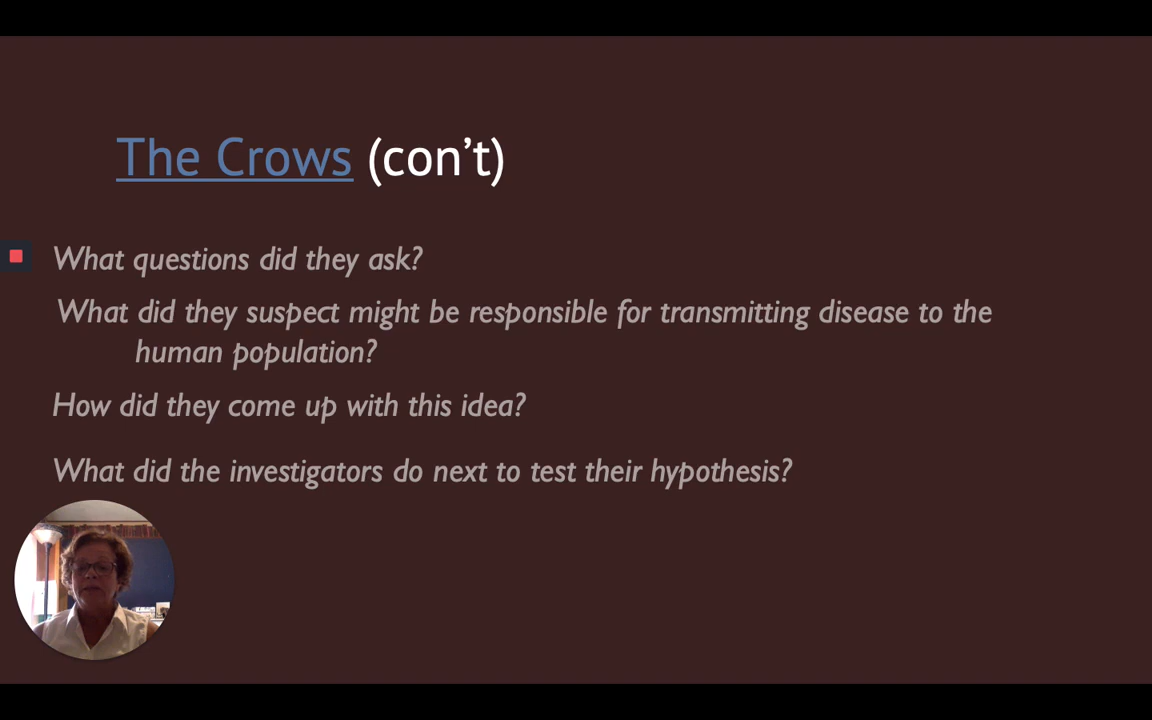 The Crows (con’t)
What questions did they ask?
What did they suspect might be responsible for transmitting disease to the
human population?
How did they come up with this idea?
What did the investigators do next to test their hypothesis?